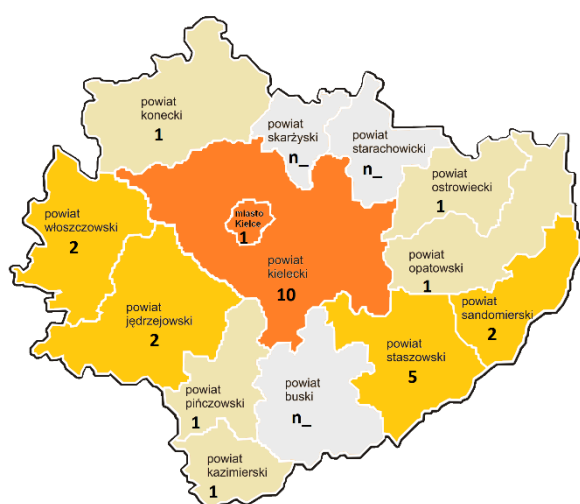 powiat
konecki
1
powiat
skarżyski
n_
powiat
starachowicki
n_
powiat
ostrowiecki
1
powiat
włoszczowski
2
miasto
Kielce
1
powiat
kielecki
10
powiat
opatowski
1
powiat
jędrzejowski
2
powiat
sandomierski
2
powiat
staszowski
5
powiat
pińczowski
1
powiat
buski
n_
powiat
kazimierski
1